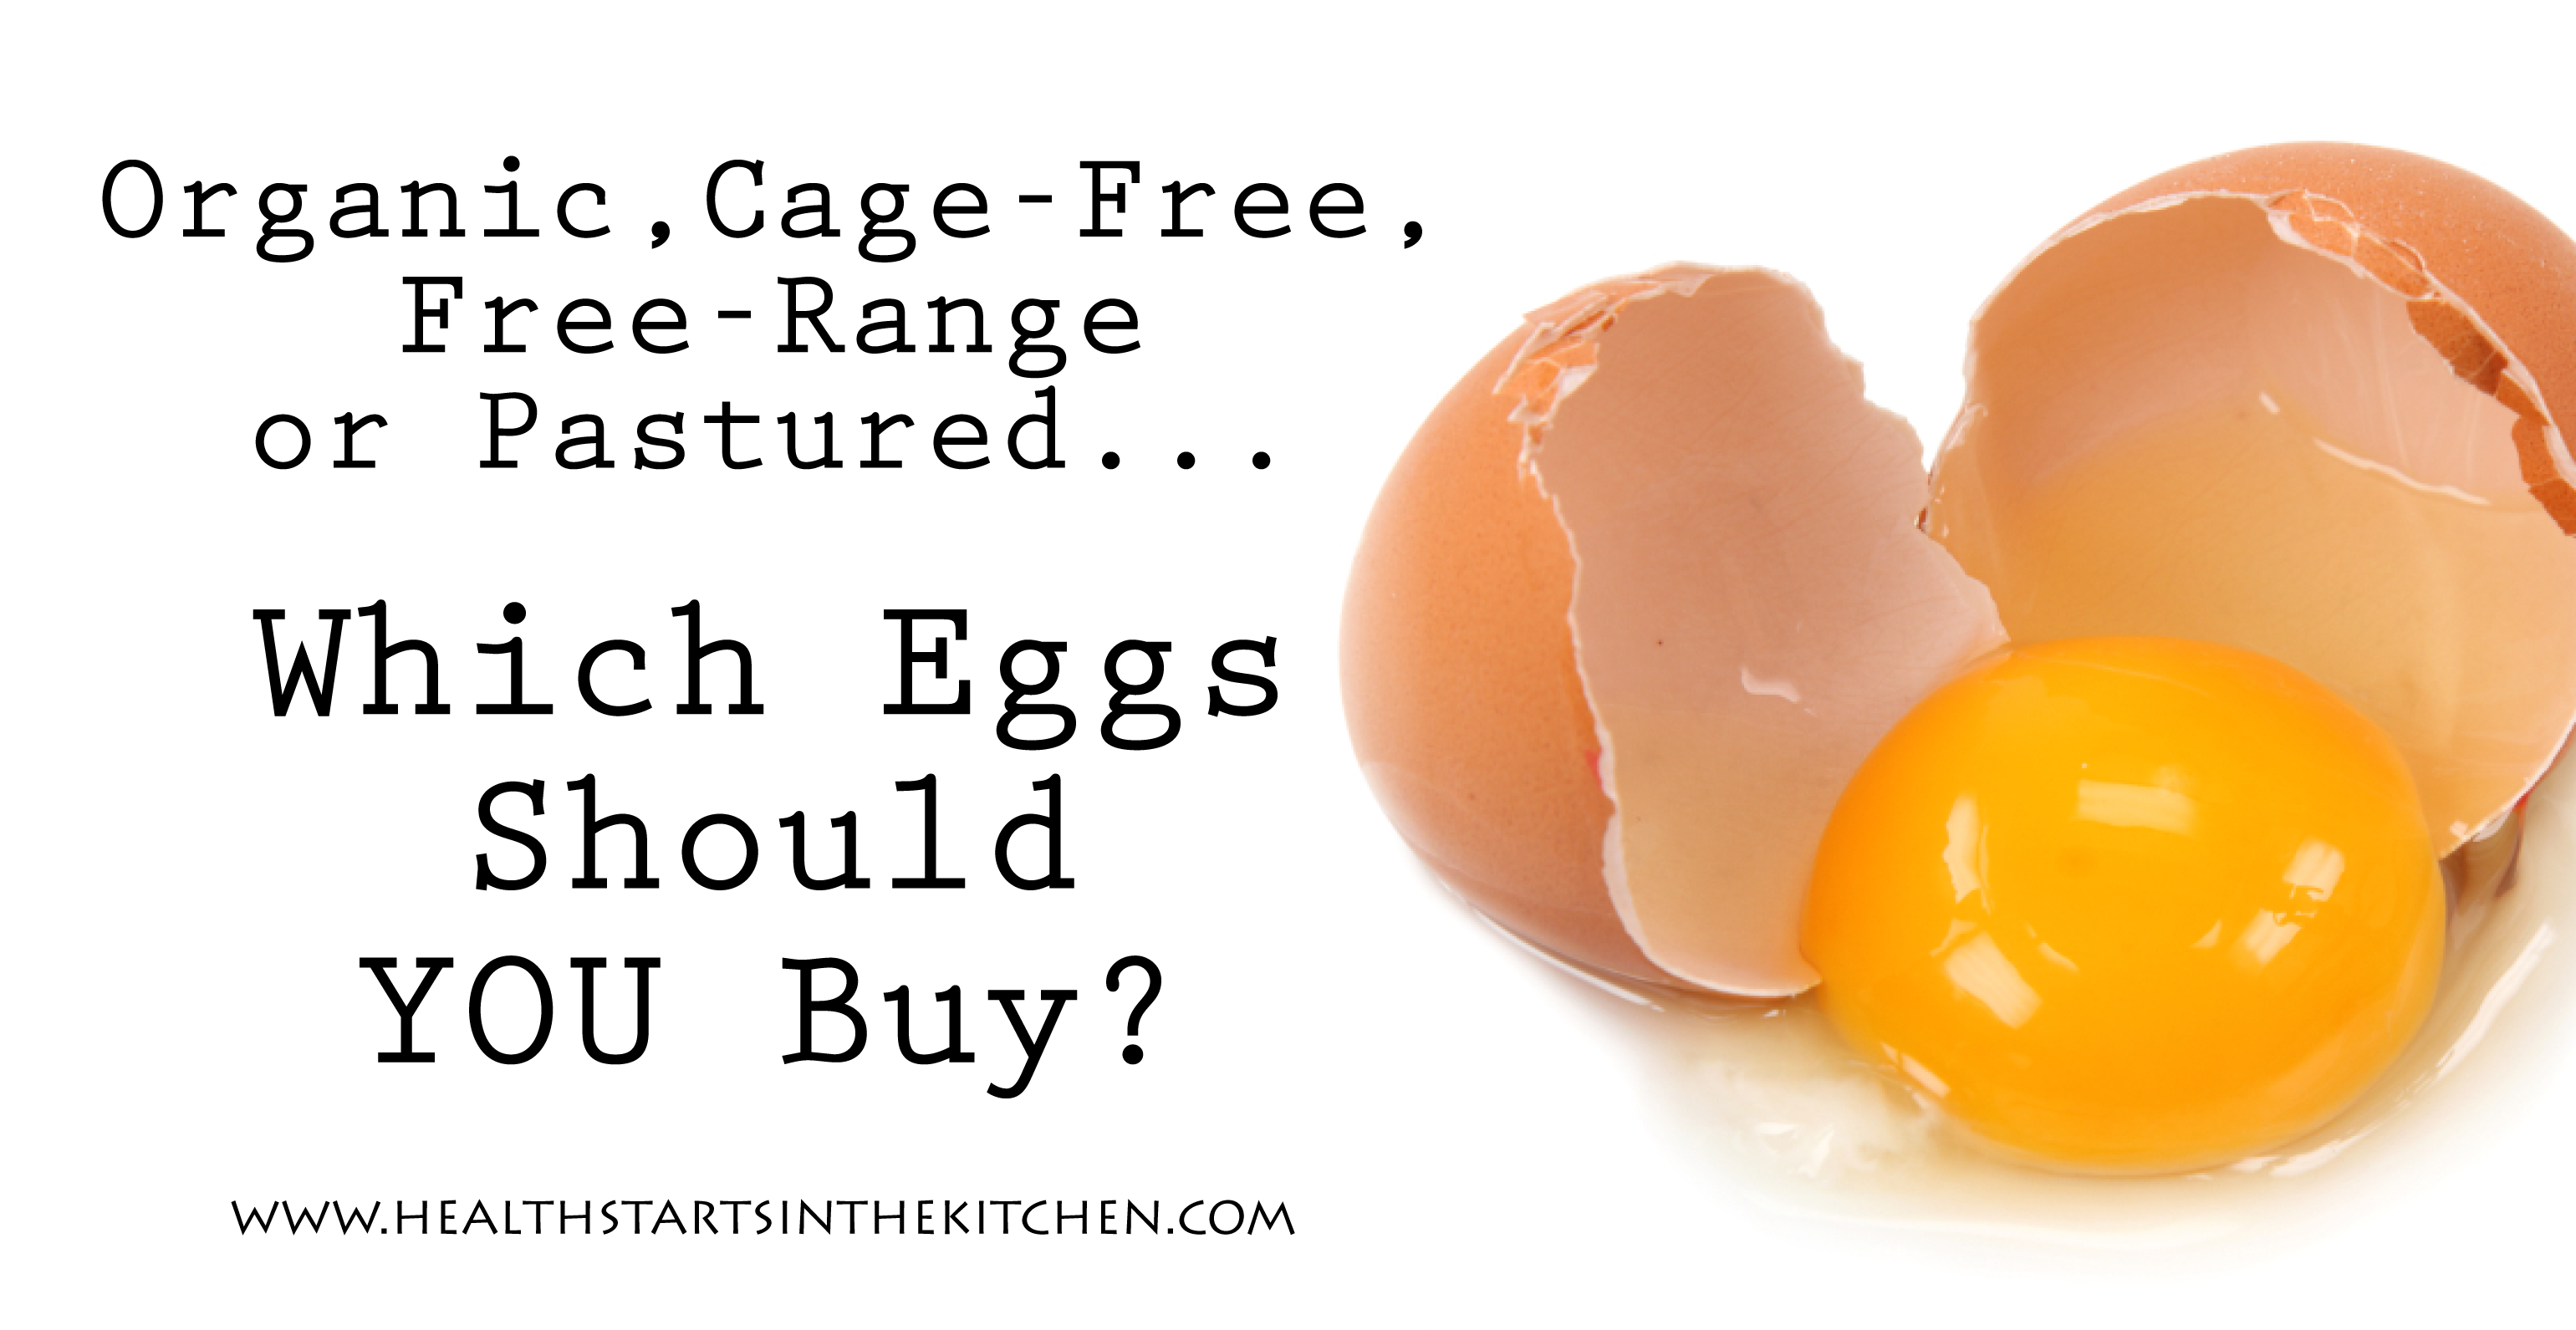 Organic,Cage-Free,
Free-Range
or Pastured...
Which Eggs
Should
YOU Buy?
WWW.HEALTHSTARTSINTHEKITCHEN.COM